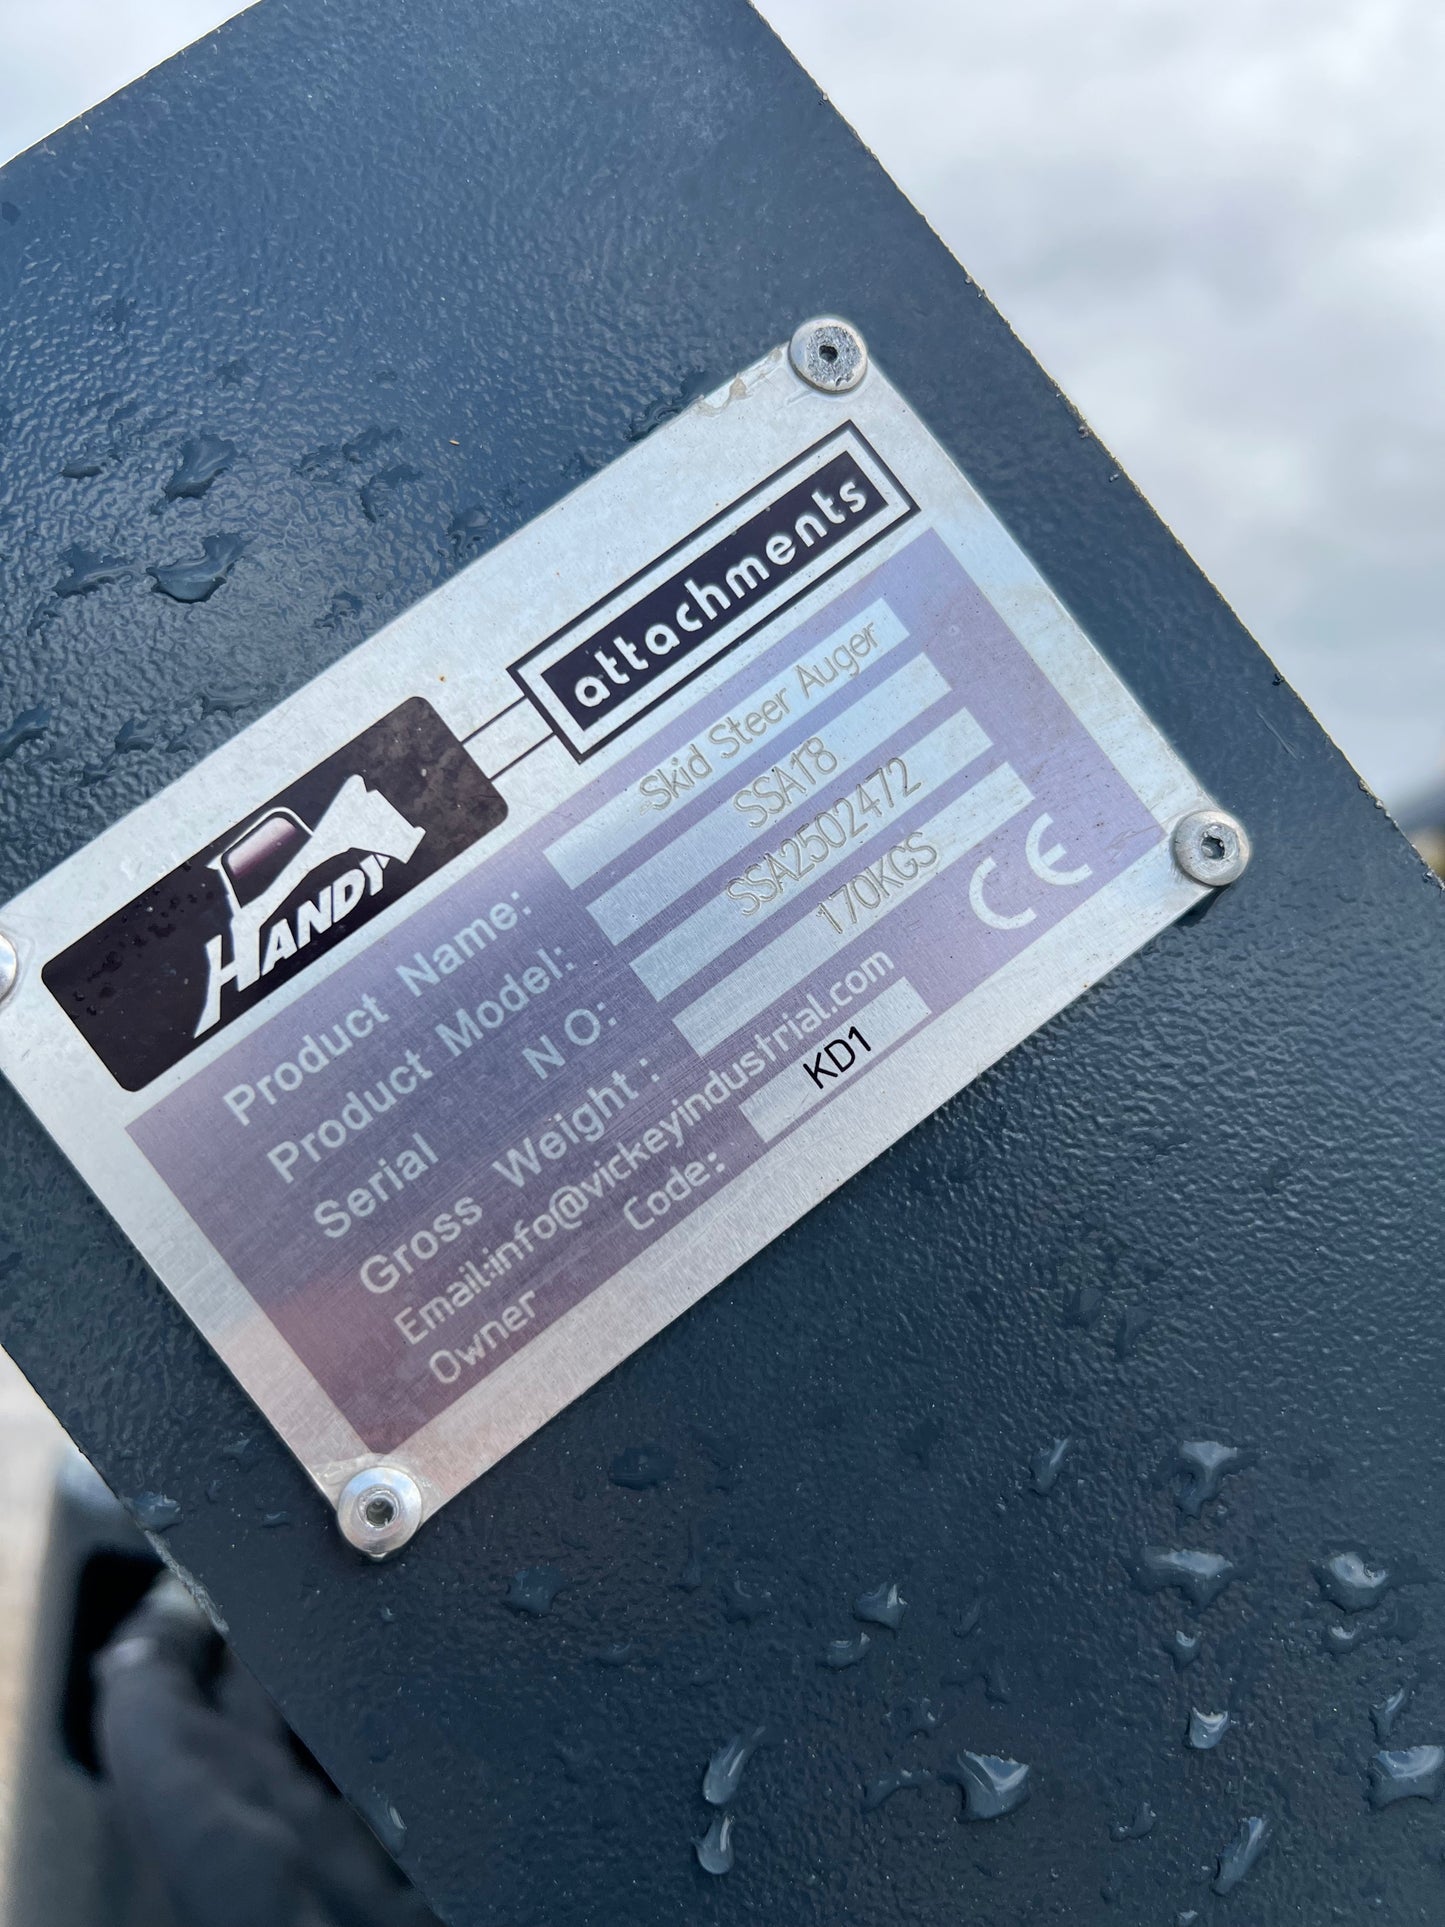 HANDY
attachments
Product Name: Skid Steer Auger
Product Model: SSA18
Serial NO: SSA2502472
Gross Weight: 170KGS
Email:info@vickeyindustrial.com
Owner Code: KD1
CE